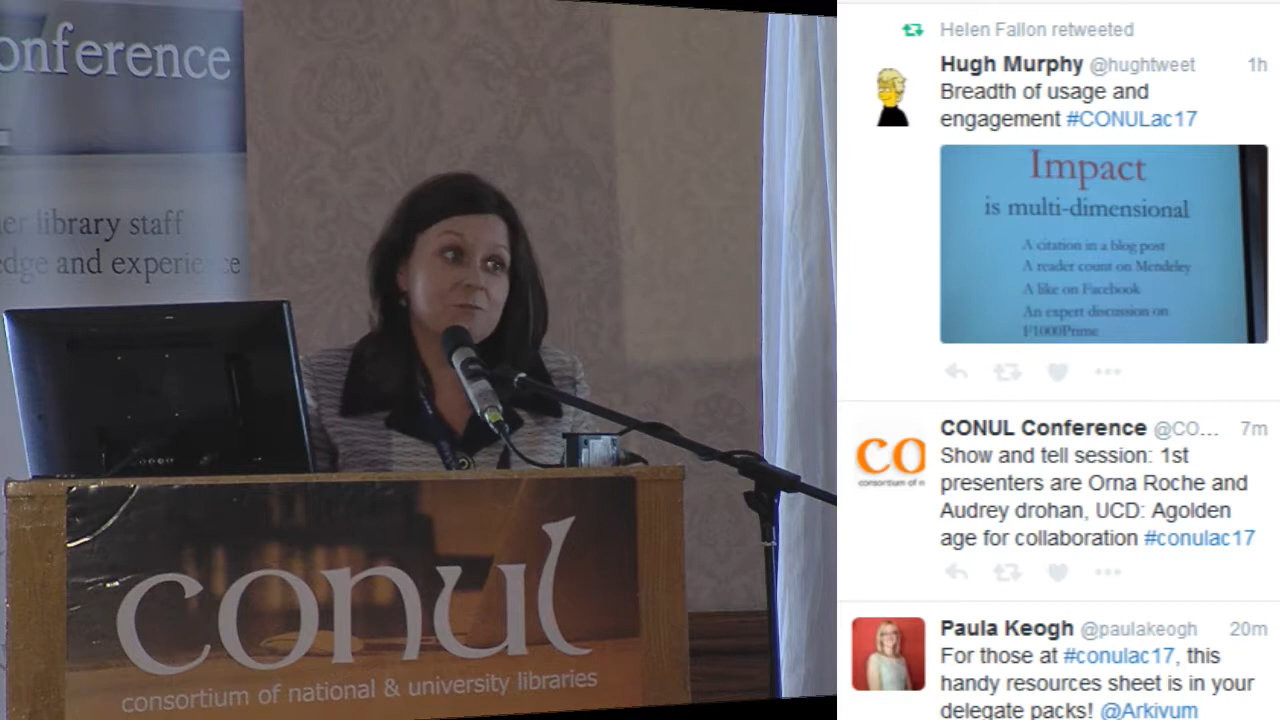 onference
er library staff
edge and experience
conul
consortium of national & university libraries
Helen Fallon retweeted
Hugh Murphy @hughtweet 1h
Breadth of usage and
engagement #CONULac17
Impact
is multi-dimensional
A citation in a blog post
A reader count on Mendeley
A like on Facebook
An expert discussion on
F1000Prime
CONUL Conference @CO... 7m
co
consortium of n
Show and tell session: 1st
presenters are Orna Roche and
Audrey drohan, UCD: Agolden
age for collaboration #conulac17
Paula Keogh @paulakeogh 20m
For those at #conulac17, this
handy resources sheet is in your
delegate packs! @Arkivum